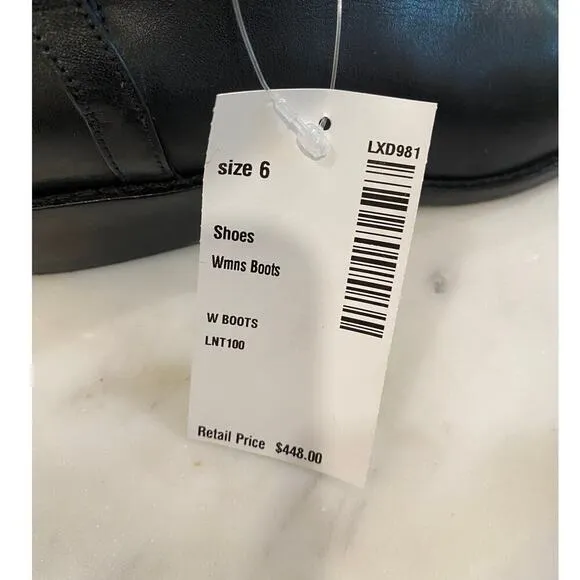 LXD981
size 6
Shoes
Wmns Boots
W BOOTS
LNT100
Retail Price $448.00